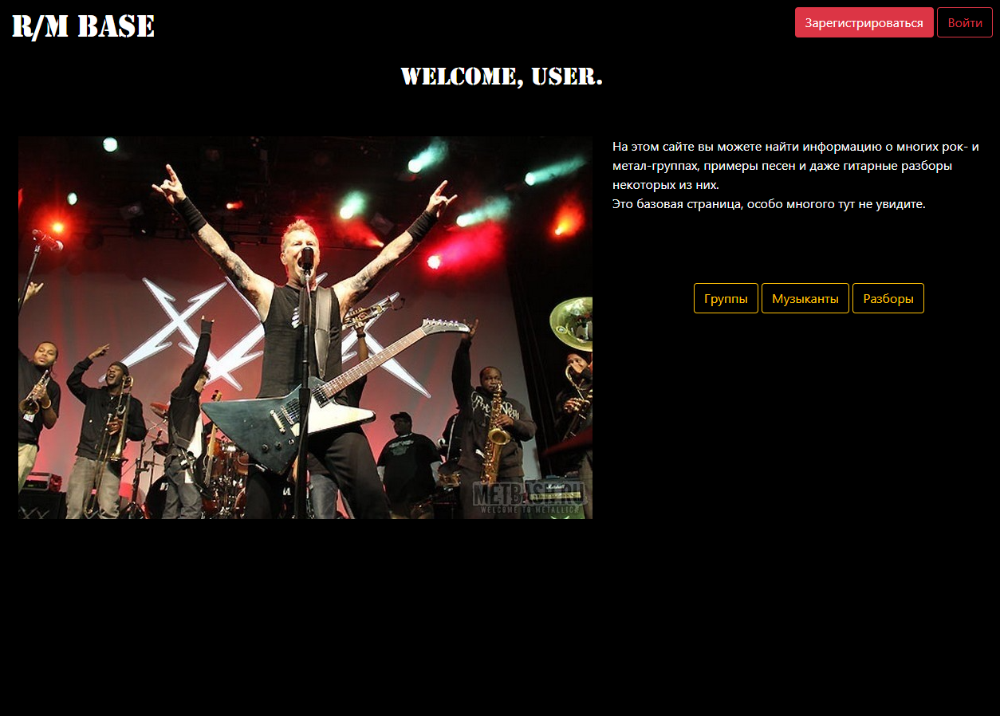 R/M BASE
Зарегистрироваться Войти
WELCOME, USER.
На этом сайте вы можете найти информацию о многих рок- и
метал-группах, примеры песен и даже гитарные разборы
некоторых из них.
Это базовая страница, особо многого тут не увидите.
Группы Музыканты Разборы
METBASH.RU
WELCOME TO METALLICA
Marshall